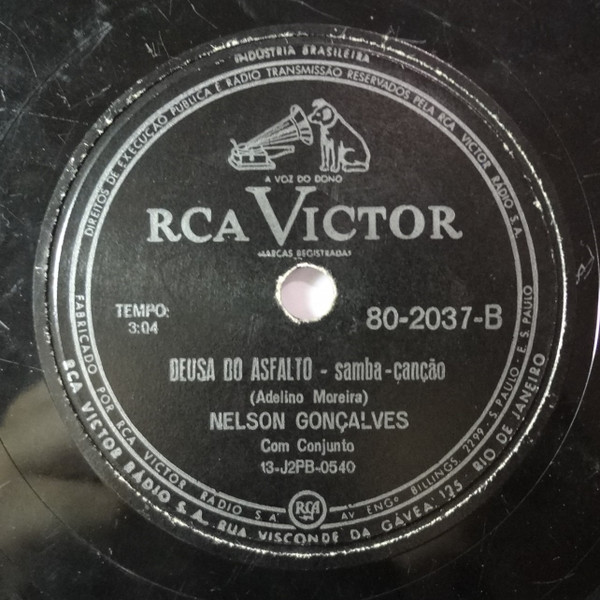 INDÚSTRIA BRASILEIRA
DIREITOS DE EXECUÇÃO PÚBLICA E RÁDIO TRANSMISSÃO RESERVADOS PELA RCA VICTOR RÁDIO S.A.
A VOZ DO DONO
RCA VICTOR
MARCAS REGISTRADAS
TEMPO:
3:04
80-2037-B
DEUSA DO ASFALTO - samba-canção
(Adelino Moreira)
NELSON GONÇALVES
Com Conjunto
13-J2PB-0540
RCA
FABRICADO POR RCA VICTOR RÁDIO S.A. AV. ENGº BILLINGS 2299 - S. PAULO - E. S. PAULO
RCA VICTOR RADIO S.A. RUA VISCONDE DA GÁVEA, 125 - RIO DE JANEIRO